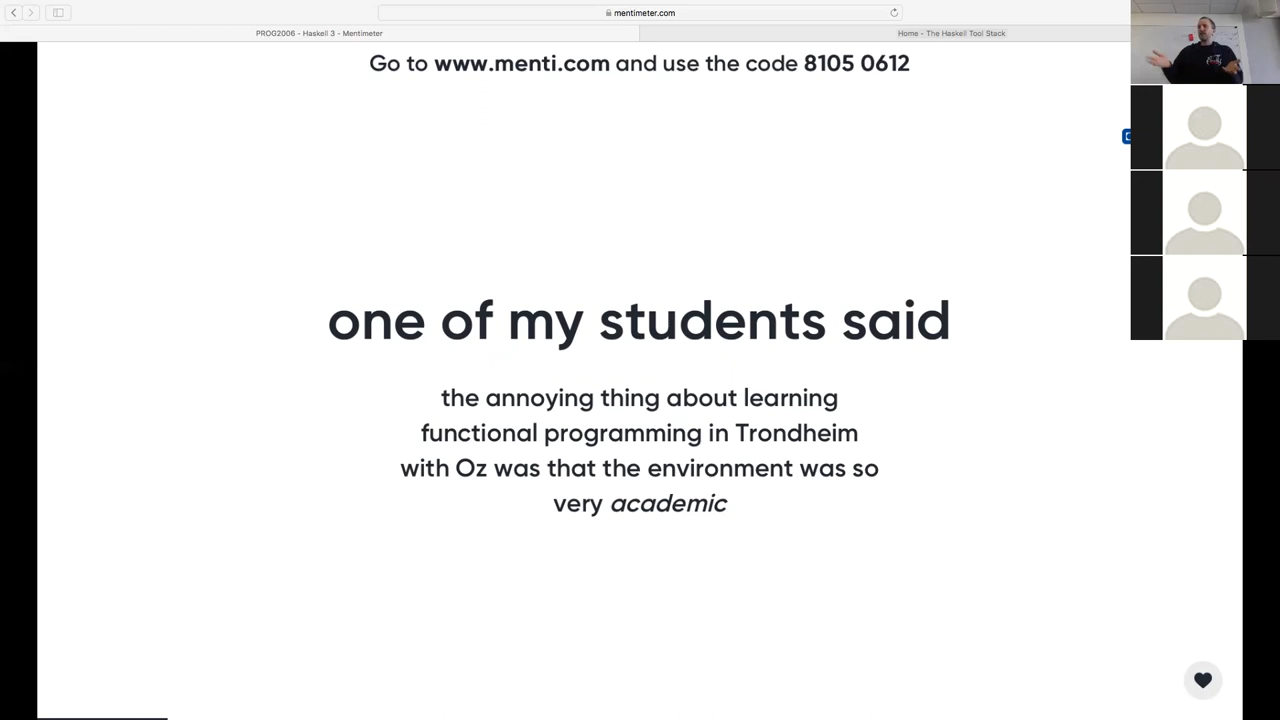 mentimeter.com
PROG2006 - Haskell 3 - Mentimeter
Home - The Haskell Tool Stack
Go to www.menti.com and use the code 8105 0612
one of my students said
the annoying thing about learning
functional programming in Trondheim
with Oz was that the environment was so
very academic